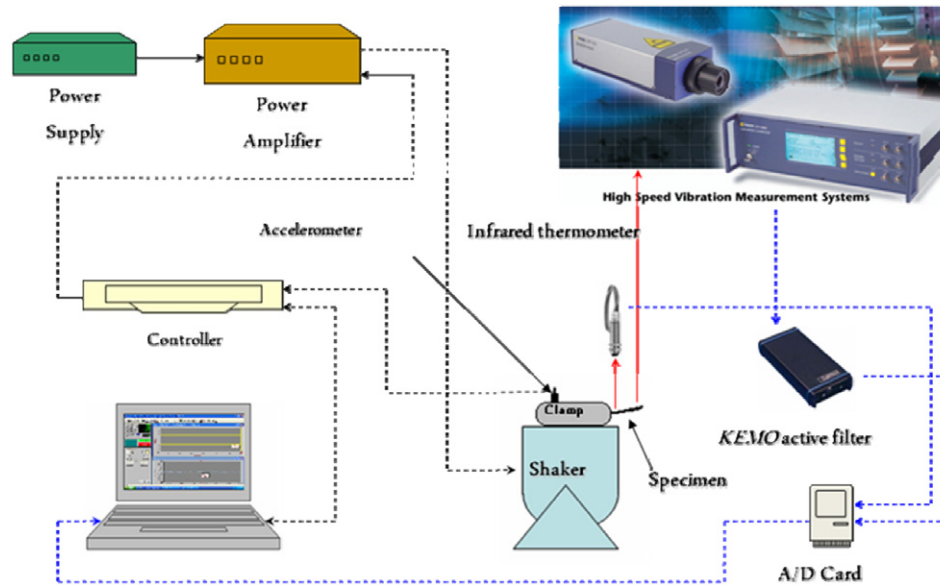 Power
Supply
Power
Amplifier
High Speed Vibration Measurement Systems
Accelerometer
Infrared thermometer
Controller
Clamp
KEMO active filter
Shaker
Specimen
A/D Card